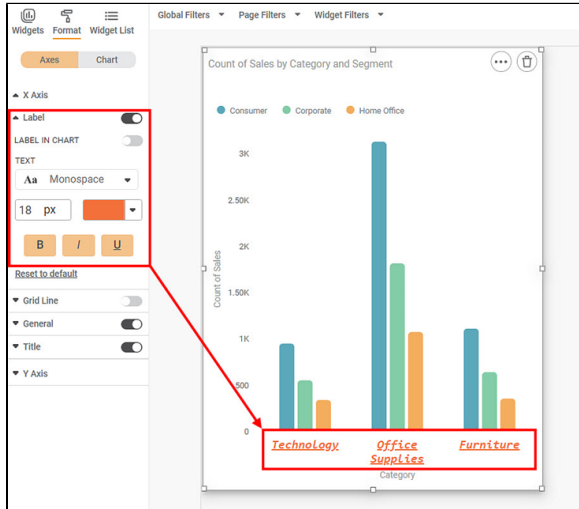 Widgets Format Widget List
Global Filters Page Filters Widget Filters
Axes Chart
X Axis
Label
LABEL IN CHART
TEXT
Aa Monospace
18 px
B I U
Reset to default
Grid Line
General
Title
Y Axis
Count of Sales by Category and Segment
Consumer Corporate Home Office
3K
2.50K
2K
1.50K
1K
500
0
Count of Sales
Technology Office Furniture
Supplies
Category